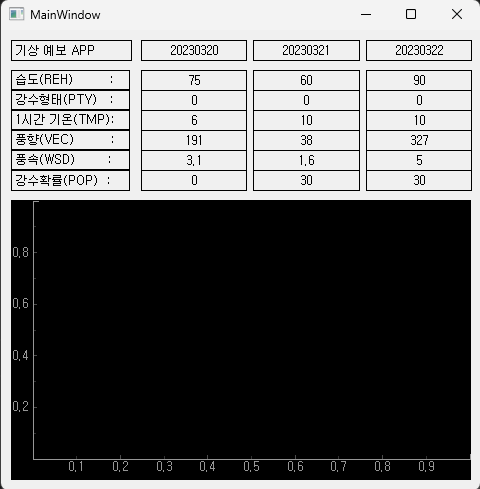 MainWindow
기상 예보 APP 20230320 20230321 20230322
습도(REH) : 75 60 90
강수형태(PTY) : 0 0 0
1시간 기온(TMP): 6 10 10
풍향(VEC) : 191 38 327
풍속(WSD) : 3,1 1,6 5
강수확률(POP) : 0 30 30
0,8
0,6
0,4
0,2
0,1 0,2 0,3 0,4 0,5 0,6 0,7 0,8 0,9